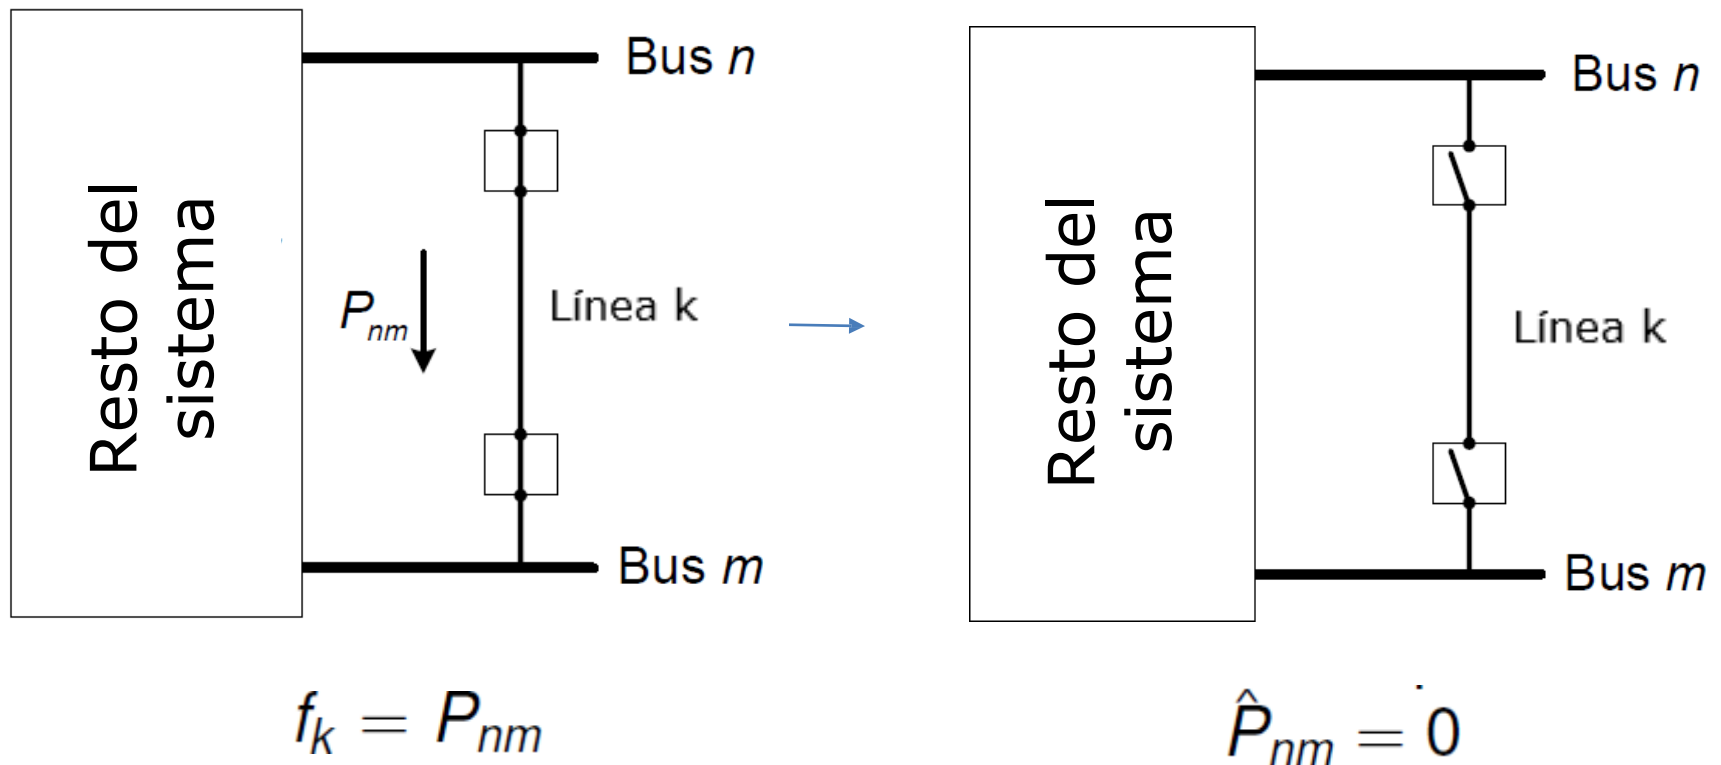 Resto del
sistema
Bus n
P_nm
Línea k
Bus m
f_k = P_nm
Resto del
sistema
Bus n
Línea k
Bus m
P̂_nm = 0